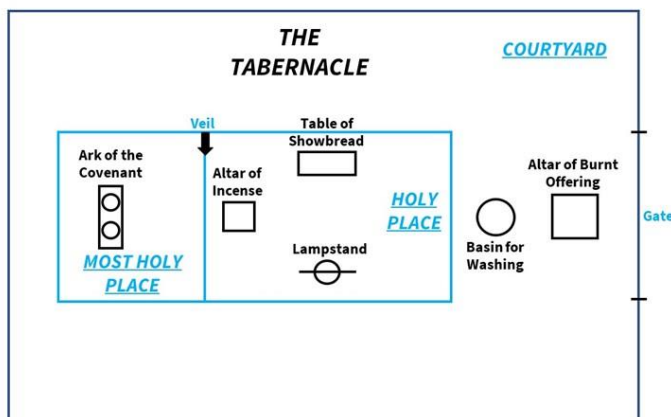 THE
TABERNACLE
COURTYARD
Veil
Table of
Showbread
Ark of the
Covenant
Altar of
Incense
HOLY
PLACE
Altar of Burnt
Offering
Gate
Basin for
Washing
Lampstand
MOST HOLY
PLACE